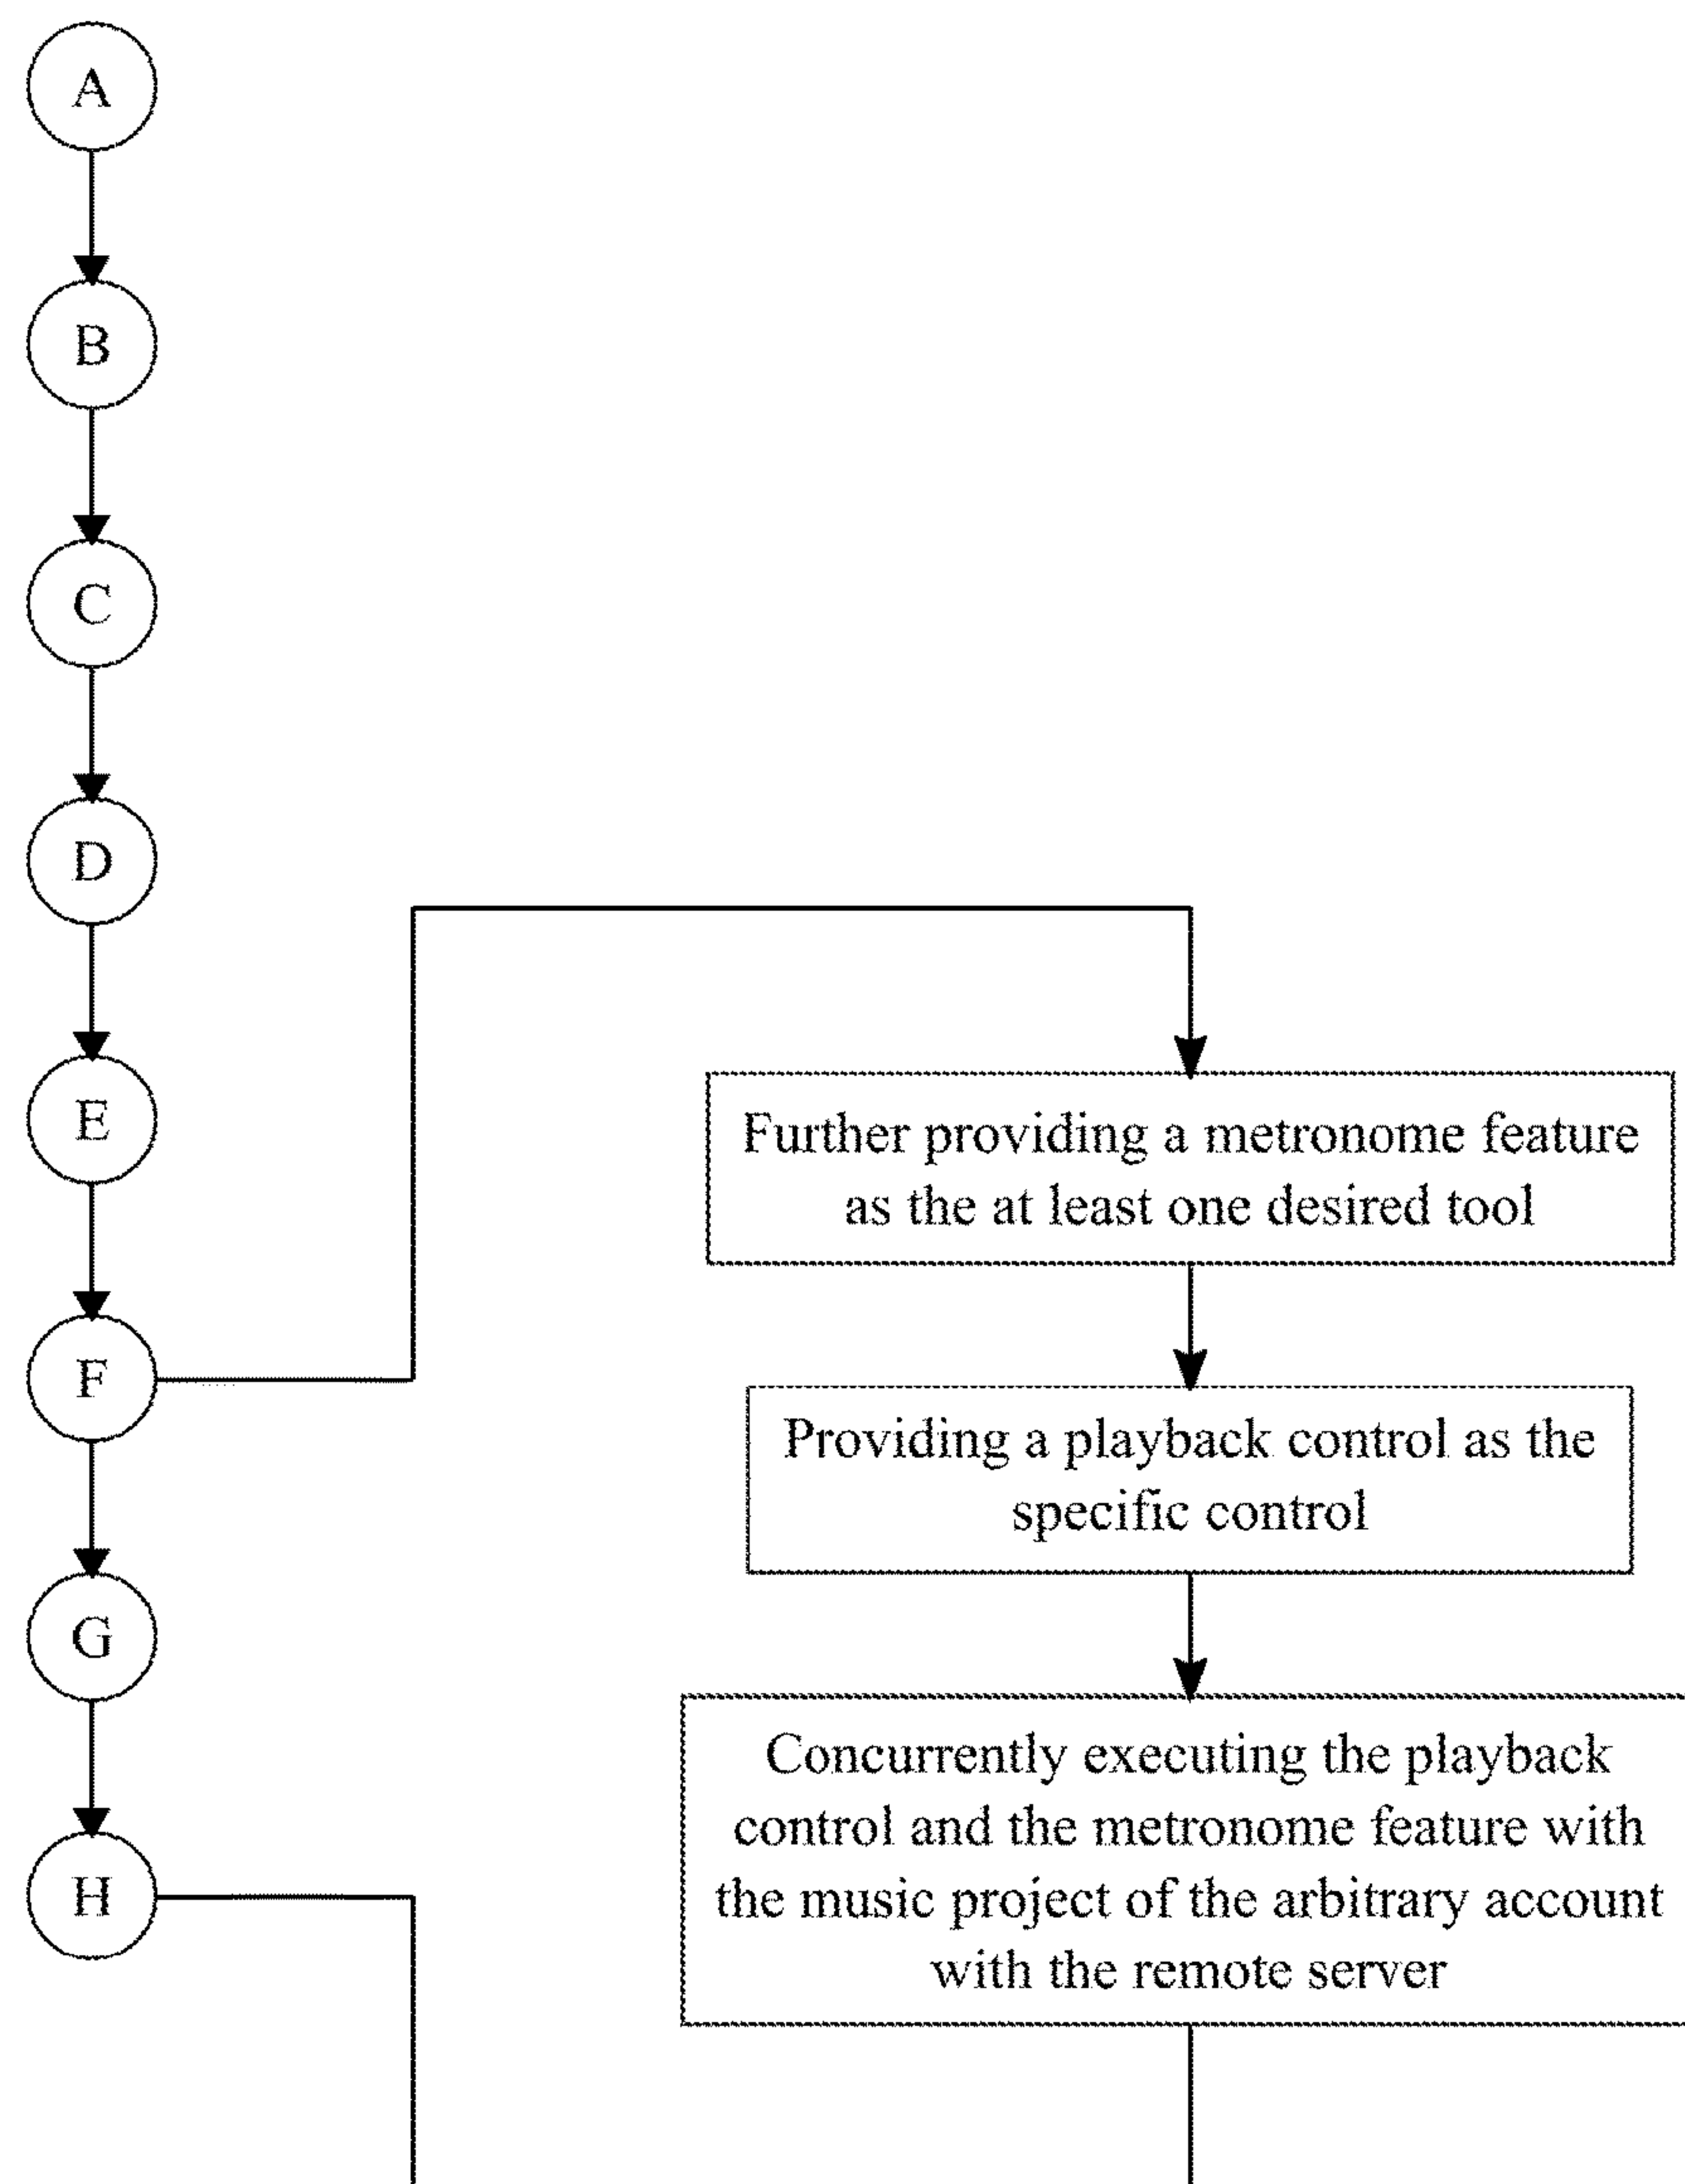 A
B
C
D
E
F
G
H
Further providing a metronome feature
as the at least one desired tool
Providing a playback control as the
specific control
Concurrently executing the playback
control and the metronome feature with
the music project of the arbitrary account
with the remote server